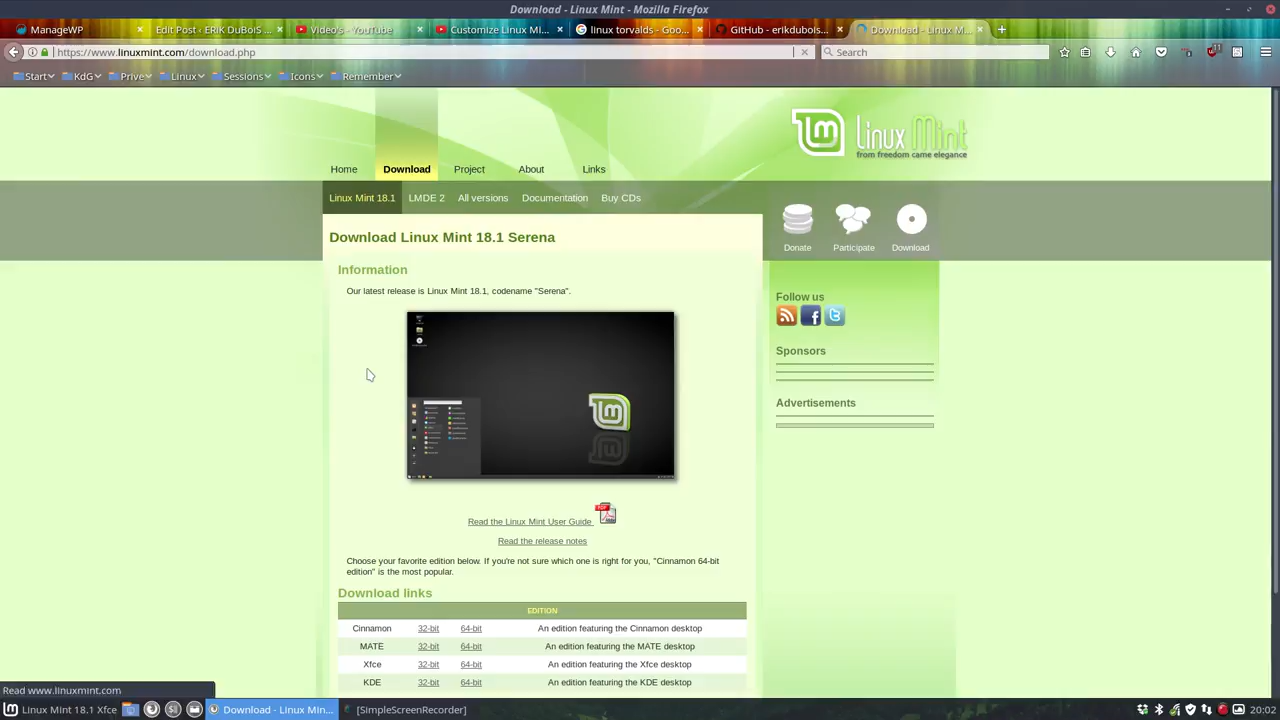 Download - Linux Mint - Mozilla Firefox
ManageWP
Edit Post ‹ ERIK DuBoiS ...
Video's - YouTube
Customize Linux Mi...
linux torvalds - Goo...
GitHub - erikdubois...
Download - Linux M...
https://www.linuxmint.com/download.php
Search
Start
KdG
Prive
Linux
Sessions
Icons
Remember
Linux Mint
from freedom came elegance
Home
Download
Project
About
Links
Linux Mint 18.1
LMDE 2
All versions
Documentation
Buy CDs
Donate
Participate
Download
Download Linux Mint 18.1 Serena
Information
Our latest release is Linux Mint 18.1, codename "Serena".
Follow us
Sponsors
Advertisements
Read the Linux Mint User Guide
PDF
Read the release notes
Choose your favorite edition below. If you're not sure which one is right for you, "Cinnamon 64-bit
edition" is the most popular.
Download links
EDITION
Cinnamon 32-bit 64-bit An edition featuring the Cinnamon desktop
MATE 32-bit 64-bit An edition featuring the MATE desktop
Xfce 32-bit 64-bit An edition featuring the Xfce desktop
KDE 32-bit 64-bit An edition featuring the KDE desktop
Read www.linuxmint.com
Linux Mint 18.1 Xfce
Download - Linux Min...
[SimpleScreenRecorder]
20:02